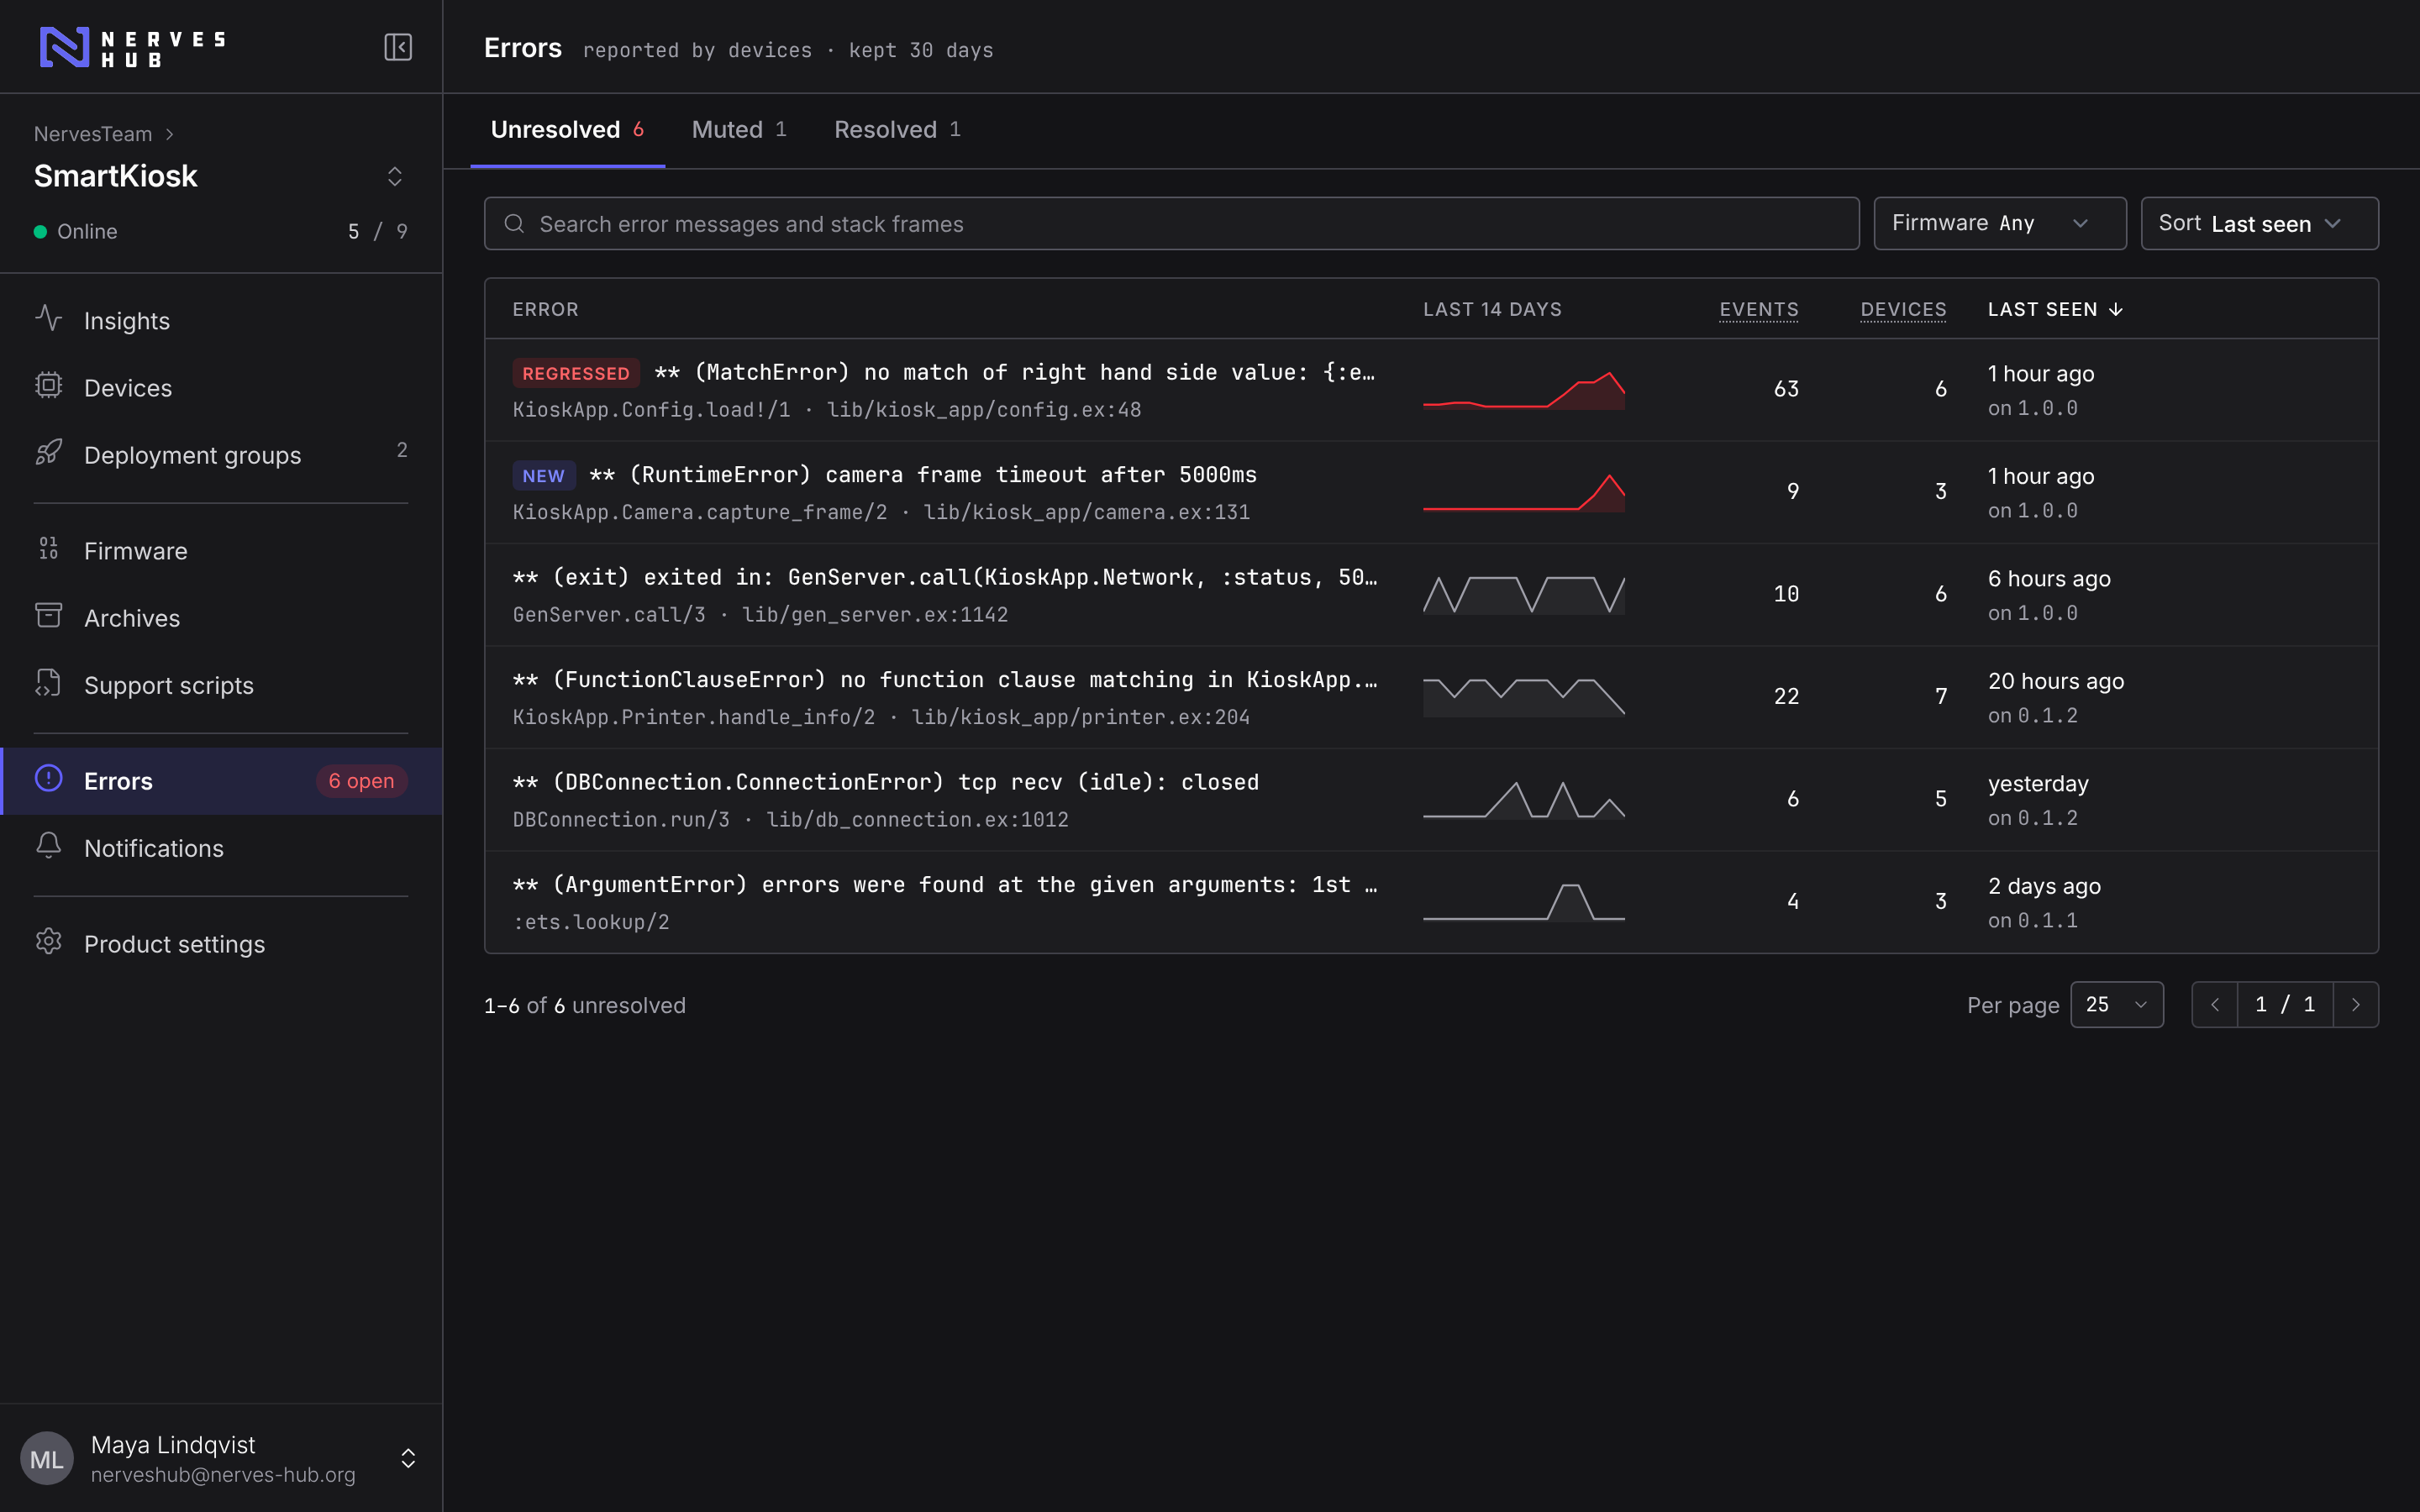 NERVES
HUB
Errors reported by devices · kept 30 days
NervesTeam
SmartKiosk
Online 5 / 9
Insights
Devices
Deployment groups 2
Firmware
Archives
Support scripts
Errors 6 open
Notifications
Product settings
ML
Maya Lindqvist
nerveshub@nerves-hub.org
Unresolved 6 Muted 1 Resolved 1
Search error messages and stack frames
Firmware Any
Sort Last seen
ERROR LAST 14 DAYS EVENTS DEVICES LAST SEEN ↓
REGRESSED ** (MatchError) no match of right hand side value: {:e…
KioskApp.Config.load!/1 · lib/kiosk_app/config.ex:48
63 6 1 hour ago
on 1.0.0
NEW ** (RuntimeError) camera frame timeout after 5000ms
KioskApp.Camera.capture_frame/2 · lib/kiosk_app/camera.ex:131
9 3 1 hour ago
on 1.0.0
** (exit) exited in: GenServer.call(KioskApp.Network, :status, 50…
GenServer.call/3 · lib/gen_server.ex:1142
10 6 6 hours ago
on 1.0.0
** (FunctionClauseError) no function clause matching in KioskApp.…
KioskApp.Printer.handle_info/2 · lib/kiosk_app/printer.ex:204
22 7 20 hours ago
on 0.1.2
** (DBConnection.ConnectionError) tcp recv (idle): closed
DBConnection.run/3 · lib/db_connection.ex:1012
6 5 yesterday
on 0.1.2
** (ArgumentError) errors were found at the given arguments: 1st …
:ets.lookup/2
4 3 2 days ago
on 0.1.1
1–6 of 6 unresolved
Per page 25
1 / 1